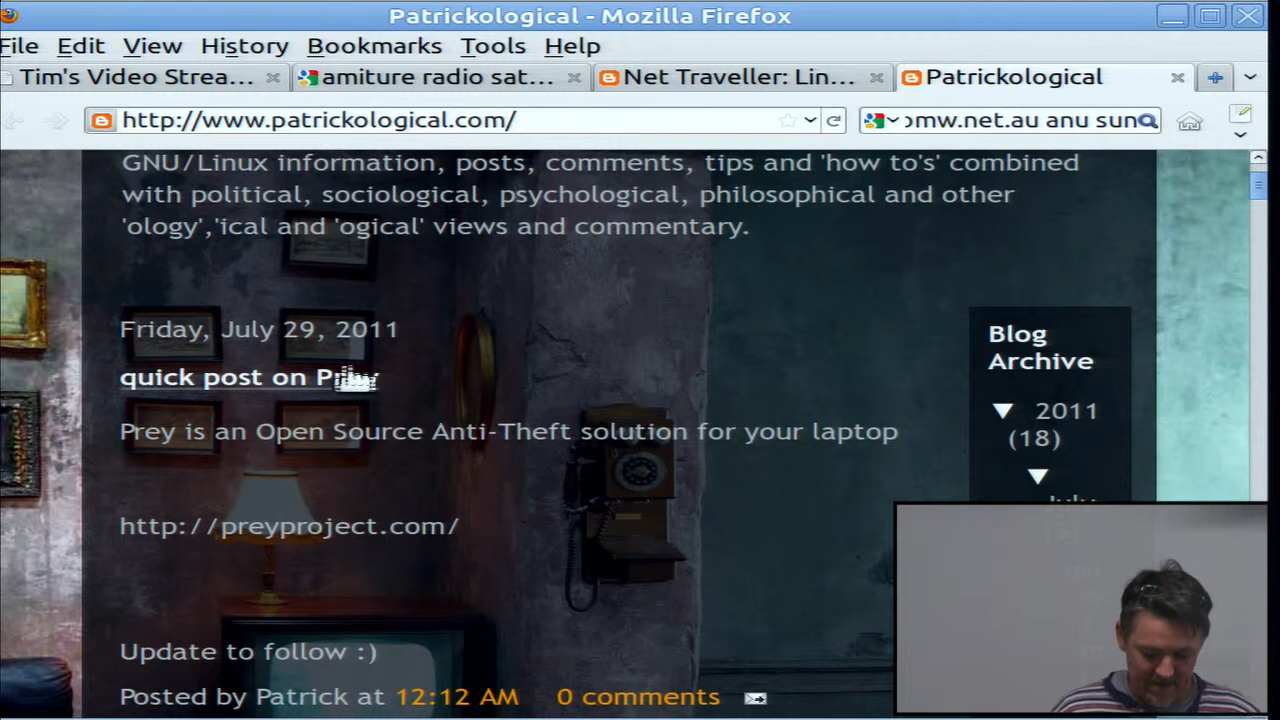 Patrickological - Mozilla Firefox
File Edit View History Bookmarks Tools Help
Tim's Video Strea... amiture radio sat... Net Traveller: Lin... Patrickological
http://www.patrickological.com/ omw.net.au anu sun
GNU/Linux information, posts, comments, tips and 'how to's' combined
with political, sociological, psychological, philosophical and other
'ology','ical and 'ogical' views and commentary.
Friday, July 29, 2011
quick post on Prey
Prey is an Open Source Anti-Theft solution for your laptop
http://preyproject.com/
Update to follow :)
Posted by Patrick at 12:12 AM 0 comments
Blog
Archive
▼ 2011
(18)
▼
July